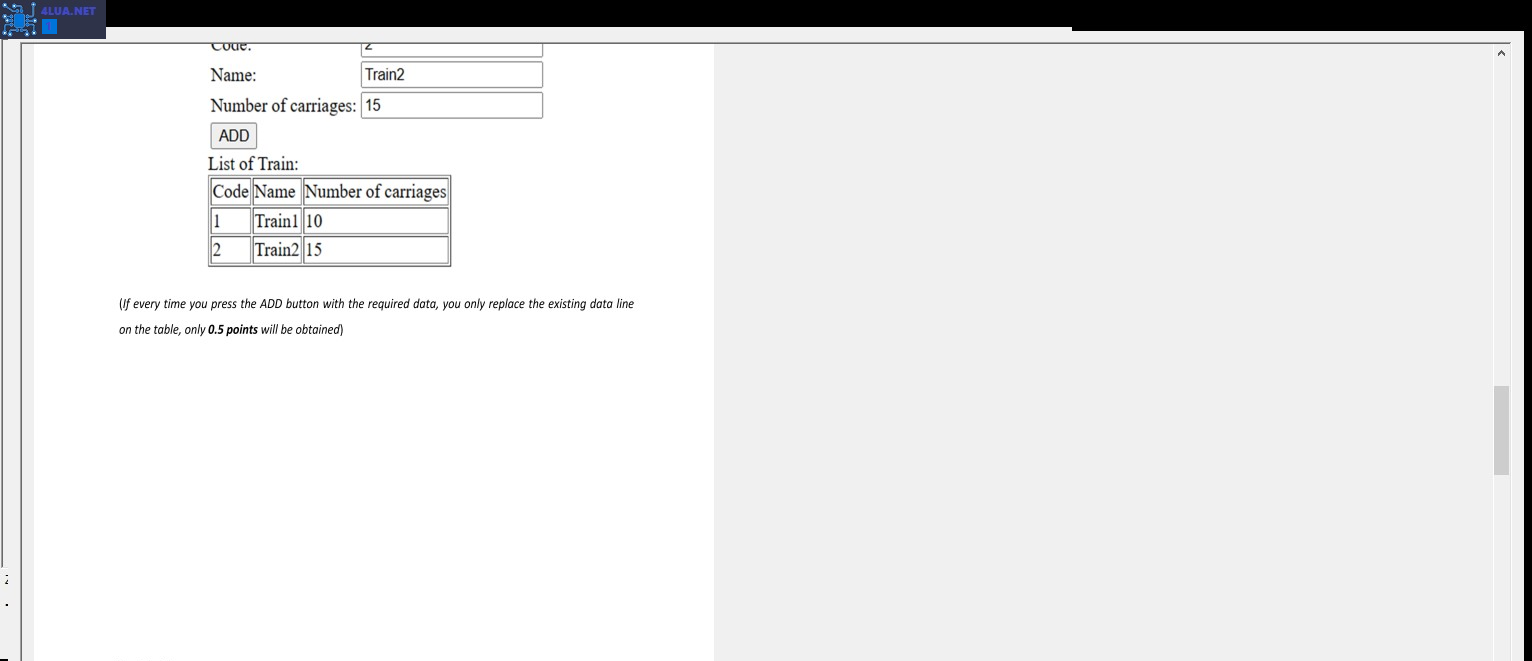 4LUA.NET
Code:
2
Name:
Train2
Number of carriages:
15
ADD
List of Train:
Code Name Number of carriages
1 Train1 10
2 Train2 15
(If every time you press the ADD button with the required data, you only replace the existing data line
on the table, only 0.5 points will be obtained)